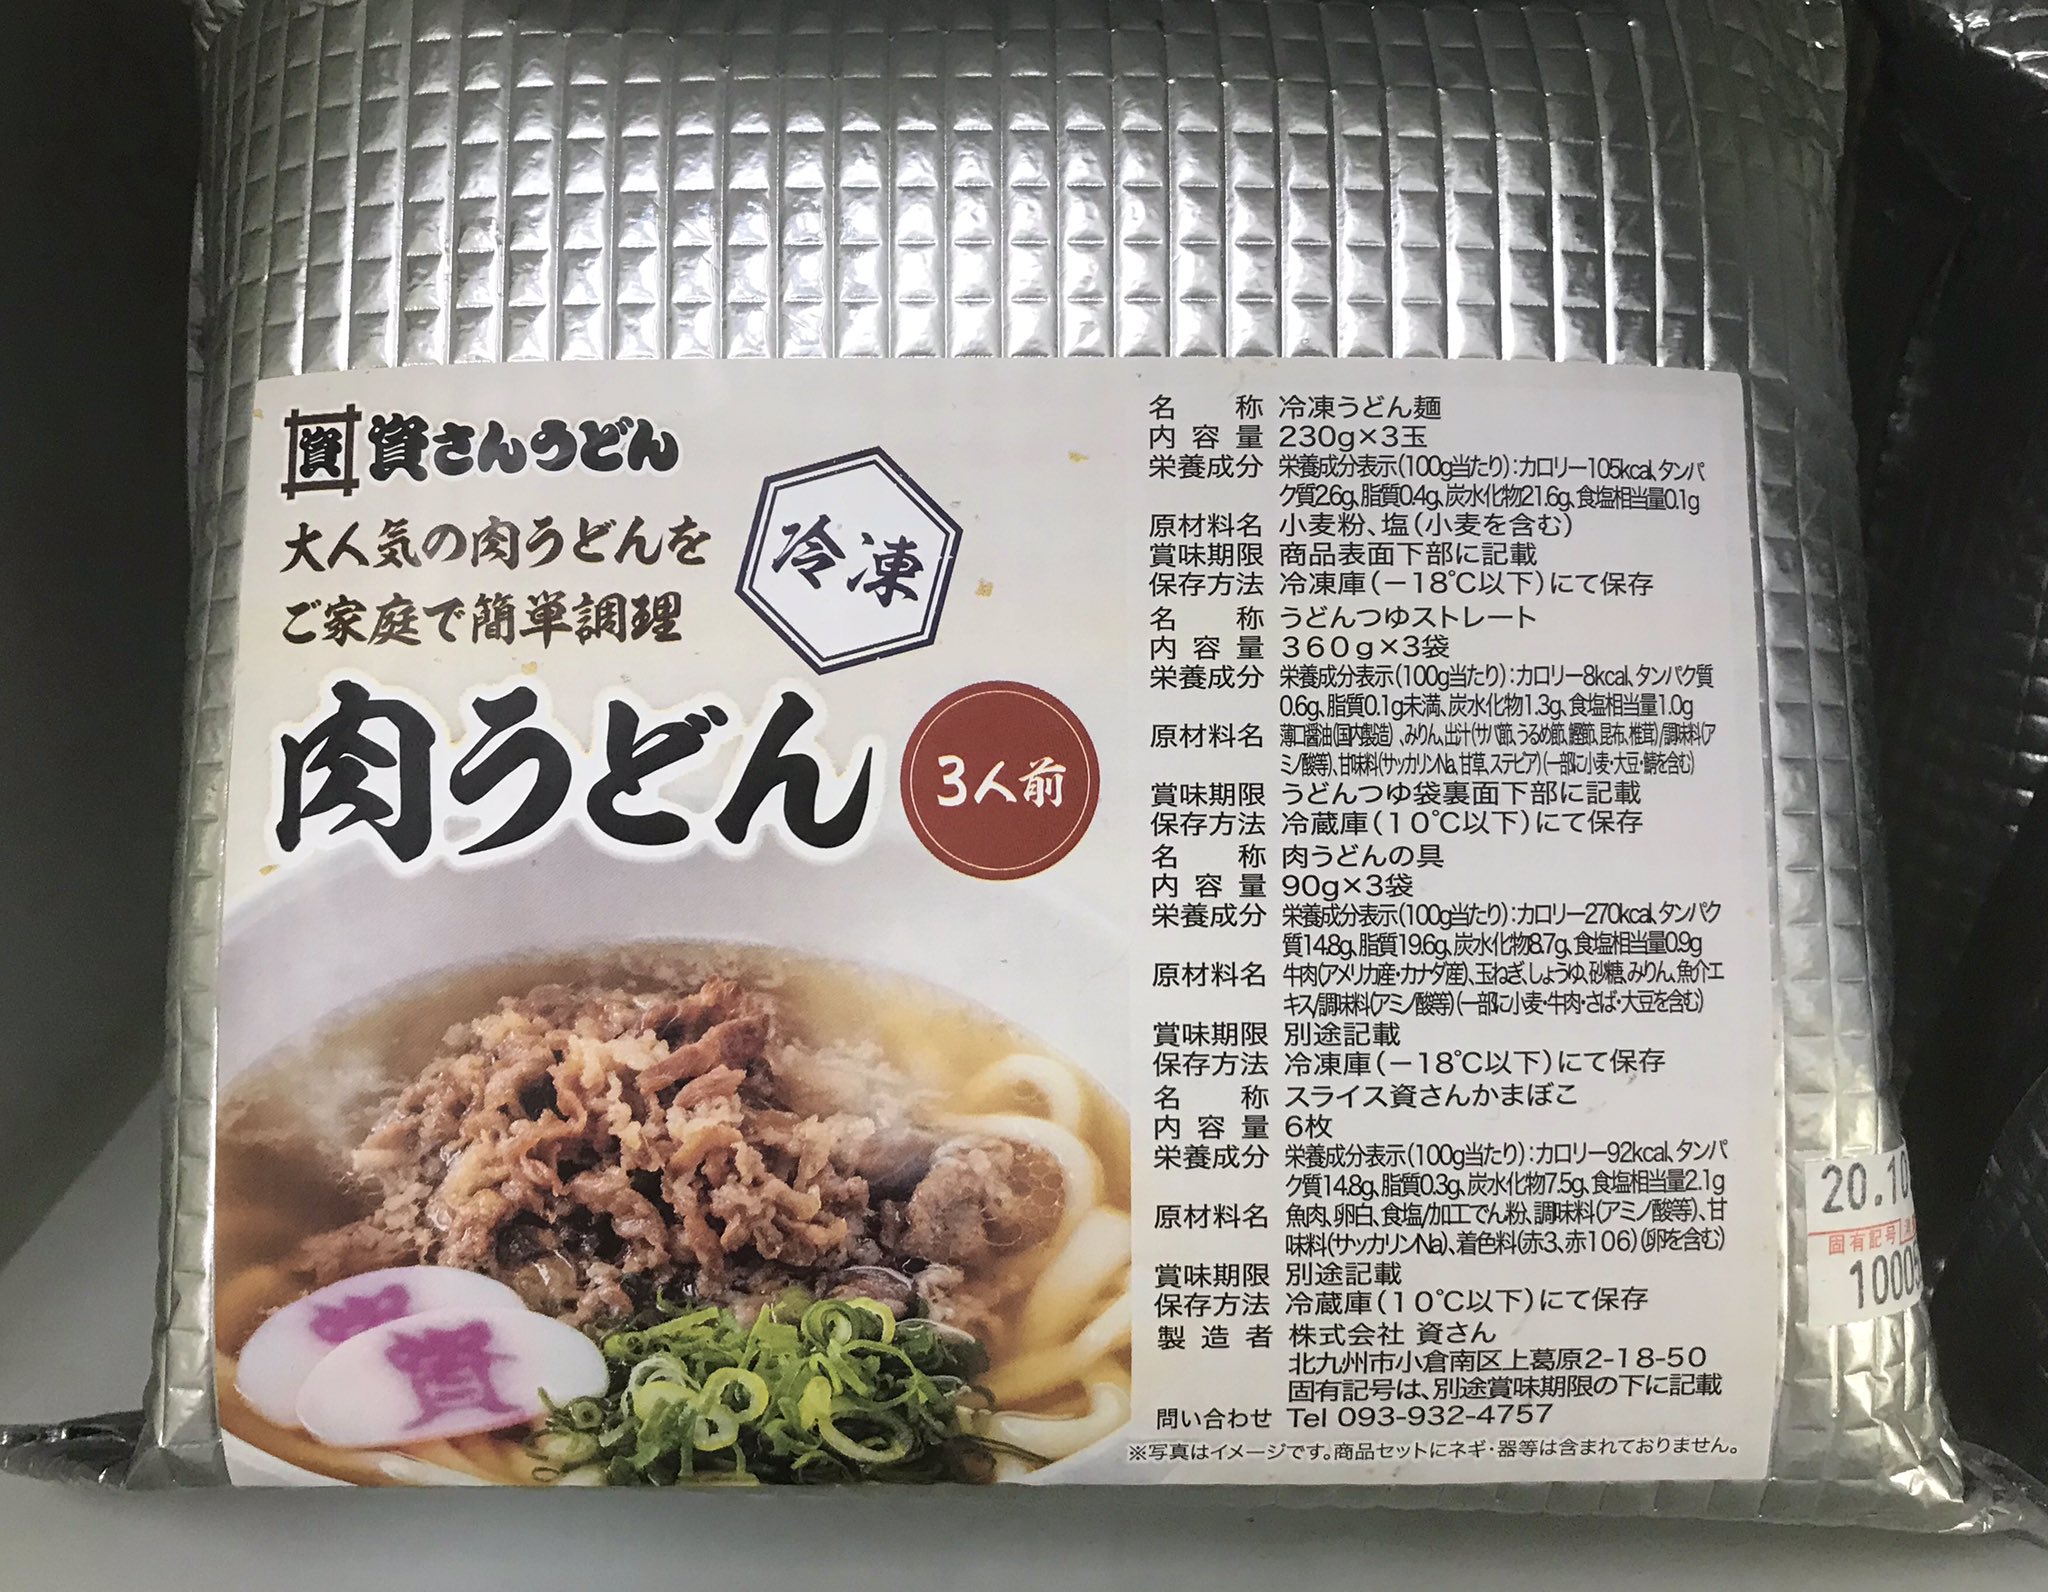 資 資さんうどん
大人気の肉うどんを
ご家庭で簡単調理
冷凍
肉うどん
3人前
名称 冷凍うどん麺
内容量 230g×3玉
栄養成分 栄養成分表示(100g当たり):カロリー105kcal、タンパ
ク質2.6g、脂質0.4g、炭水化物21.6g、食塩相当量0.1g
原材料名 小麦粉、塩(小麦を含む)
賞味期限 商品表面下部に記載
保存方法 冷凍庫(−18℃以下)にて保存
名称 うどんつゆストレート
内容量 360g×3袋
栄養成分 栄養成分表示(100g当たり):カロリー8kcal、タンパク質
0.6g、脂質0.1g未満、炭水化物1.3g、食塩相当量1.0g
原材料名 薄口醤油(国内製造)、みりん、出汁(サバ節、うるめ節、鰹節、昆布、椎茸)/調味料(ア
ミノ酸等)、甘味料(サッカリンNa、甘草、ステビア)(一部に小麦・大豆・鯖を含む)
賞味期限 うどんつゆ袋裏面下部に記載
保存方法 冷蔵庫(10℃以下)にて保存
名称 肉うどんの具
内容量 90g×3袋
栄養成分 栄養成分表示(100g当たり):カロリー270kcal、タンパク
質14.8g、脂質19.6g、炭水化物8.7g、食塩相当量0.9g
原材料名 牛肉(アメリカ産・カナダ産)、玉ねぎ、しょうゆ、砂糖、みりん、魚介エ
キス/調味料(アミノ酸等)(一部に小麦・牛肉・さば・大豆を含む)
賞味期限 別途記載
保存方法 冷凍庫(−18℃以下)にて保存
名称 スライス資さんかまぼこ
内容量 6枚
栄養成分 栄養成分表示(100g当たり):カロリー92kcal、タンパ
ク質14.8g、脂質0.3g、炭水化物7.5g、食塩相当量2.1g
原材料名 魚肉、卵白、食塩/加工でん粉、調味料(アミノ酸等)、甘
味料(サッカリンNa)、着色料(赤3、赤106)(卵を含む)
賞味期限 別途記載
保存方法 冷蔵庫(10℃以下)にて保存
製造者 株式会社 資さん
北九州市小倉南区上葛原2-18-50
固有記号は、別途賞味期限の下に記載
問い合わせ Tel 093-932-4757
※写真はイメージです。商品セットにネギ・器等は含まれておりません。
20.10
固有記号
1000